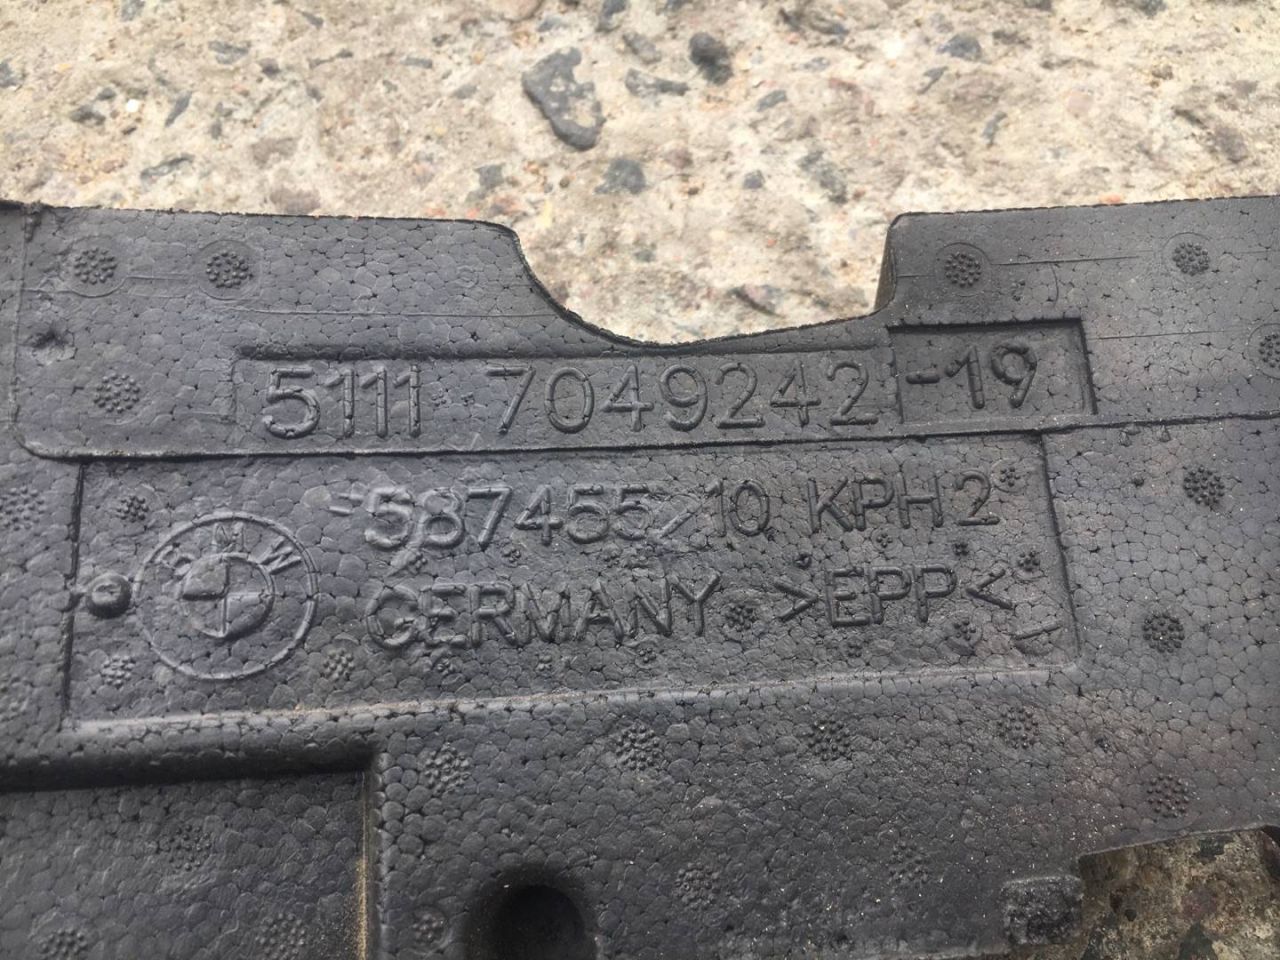 5111 7049242-19
587455/10 KPH2
BMW
GERMANY >EPP<